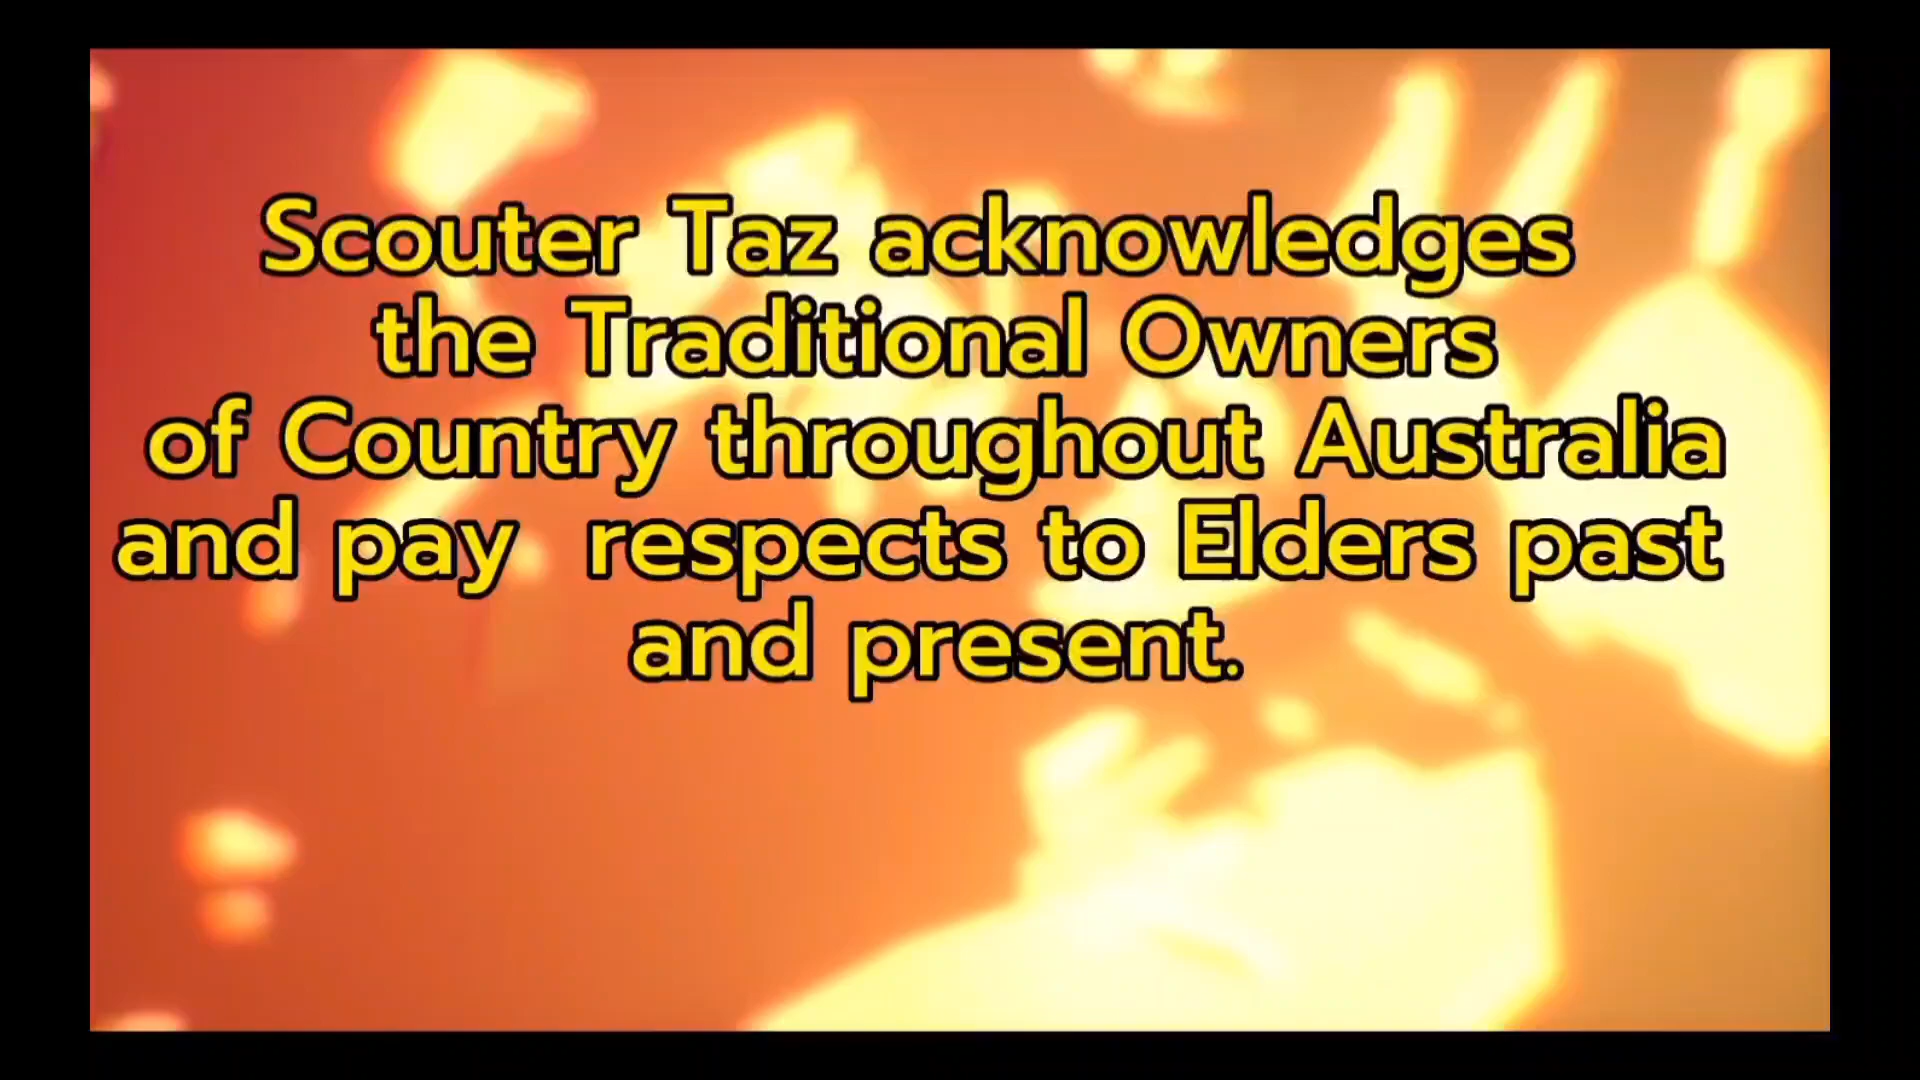 Scouter Taz acknowledges
the Traditional Owners
of Country throughout Australia
and pay  respects to Elders past
and present.